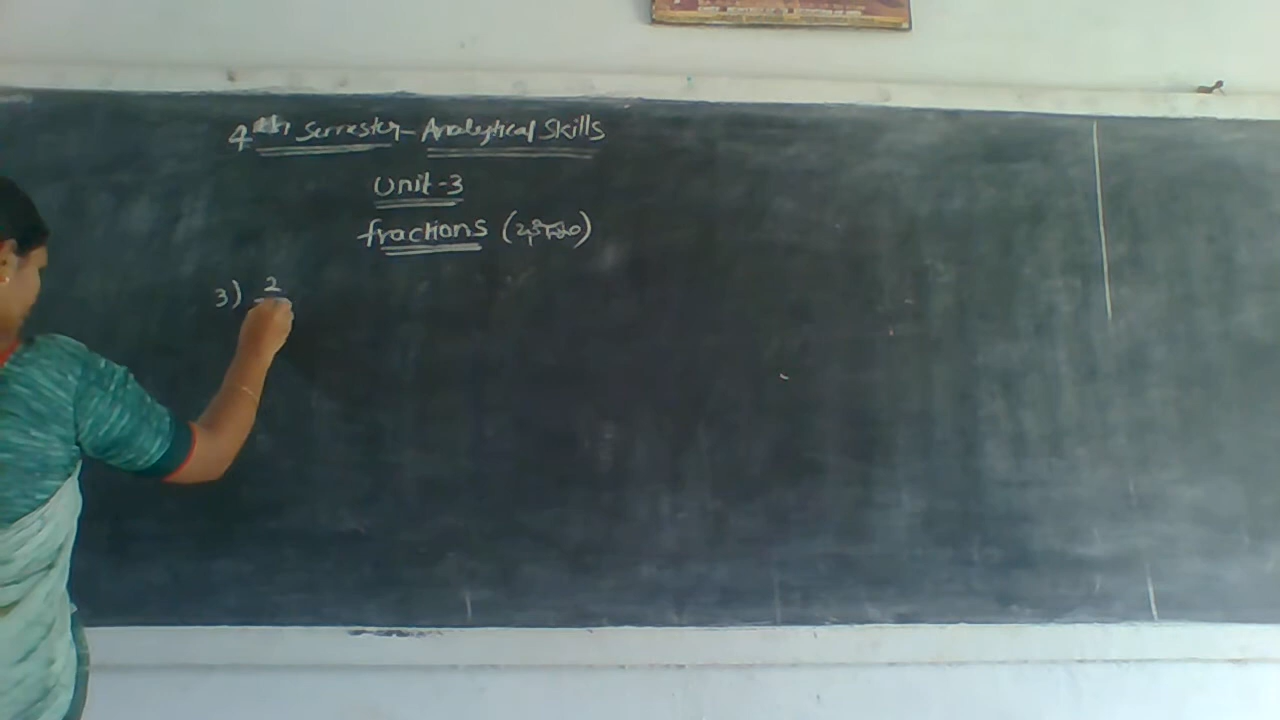 4th Semester - Analytical Skills
Unit-3
fractions
3) 2